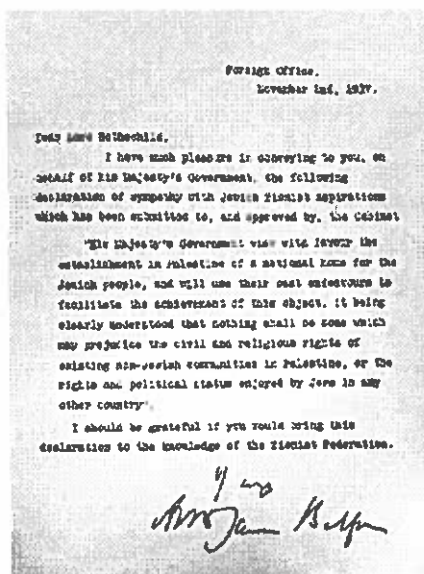 Foreign Office,
November 2nd, 1917.
Dear Lord Rothschild,
I have much pleasure in conveying to you, on
behalf of His Majesty's Government, the following
declaration of sympathy with Jewish Zionist aspirations
which has been submitted to, and approved by, the Cabinet
"His Majesty's Government view with favour the
establishment in Palestine of a national home for the
Jewish people, and will use their best endeavours to
facilitate the achievement of this object, it being
clearly understood that nothing shall be done which
may prejudice the civil and religious rights of
existing non-Jewish communities in Palestine, or the
rights and political status enjoyed by Jews in any
other country"
I should be grateful if you would bring this
declaration to the knowledge of the Zionist Federation.
Arthur James Balfour